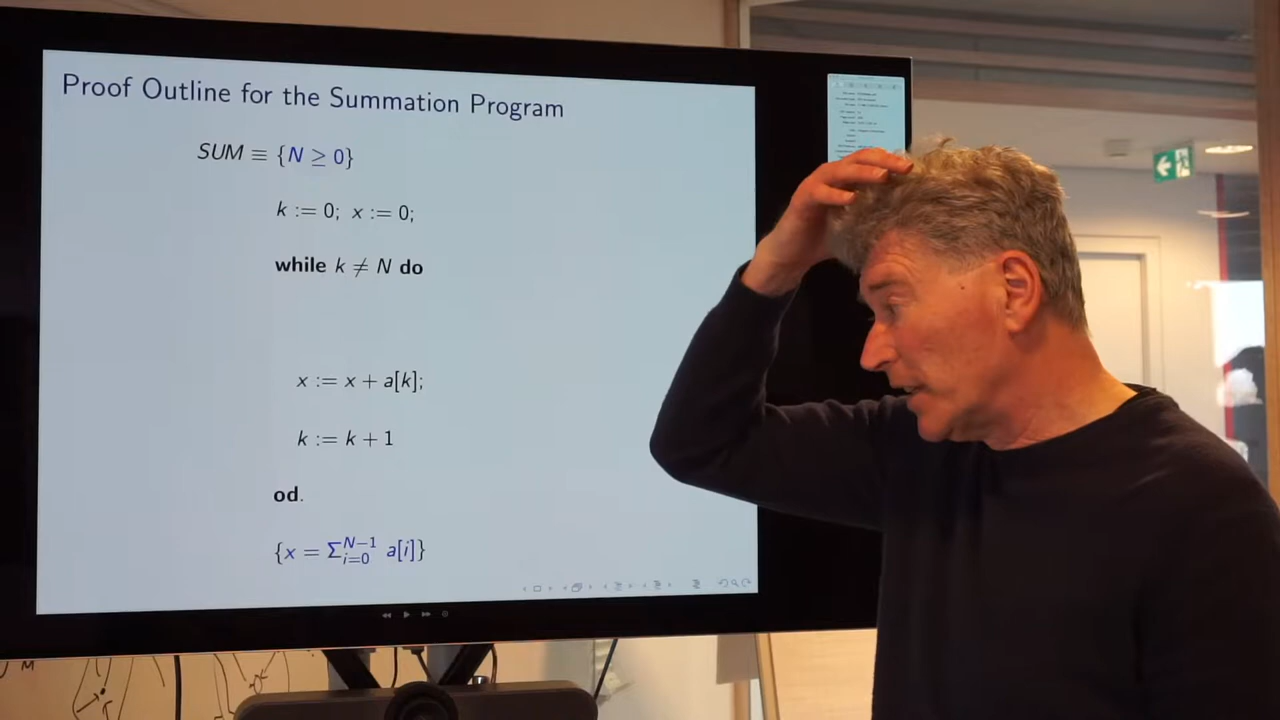 Proof Outline for the Summation Program
SUM ≡ {N ≥ 0}
k := 0; x := 0;
while k ≠ N do
x := x + a[k];
k := k + 1
od.
{x = Σ_{i=0}^{N−1} a[i]}